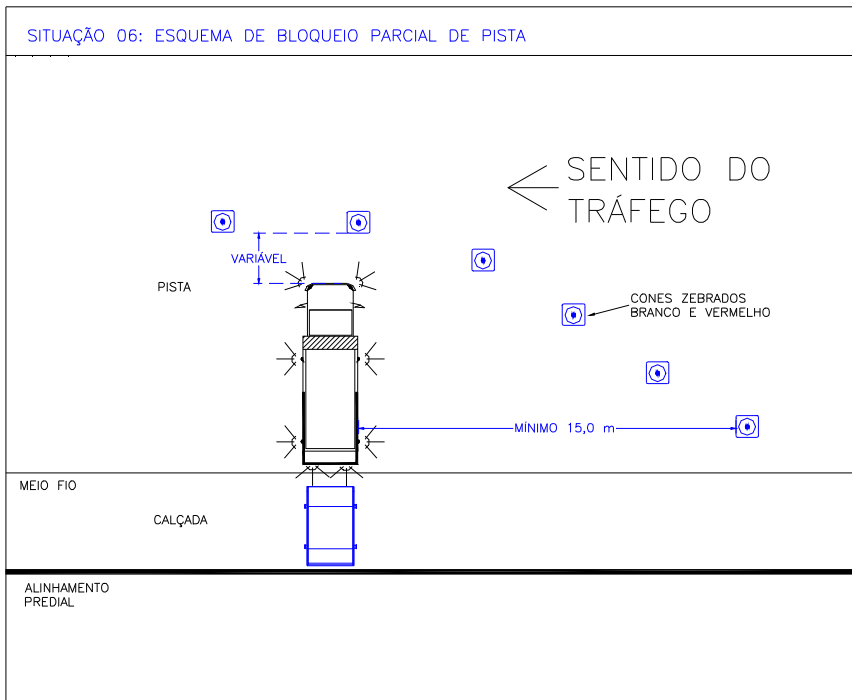 SITUAÇÃO 06: ESQUEMA DE BLOQUEIO PARCIAL DE PISTA
SENTIDO DO
TRÁFEGO
VARIÁVEL
PISTA
CONES ZEBRADOS
BRANCO E VERMELHO
MÍNIMO 15,0 m
MEIO FIO
CALÇADA
ALINHAMENTO
PREDIAL